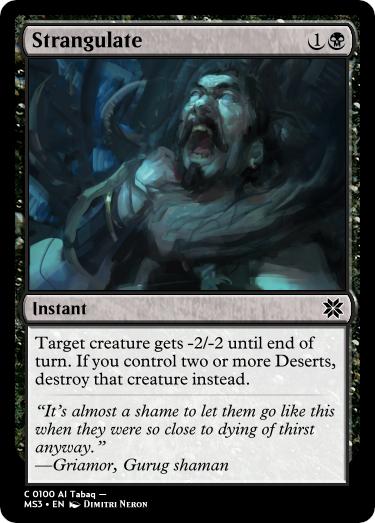 Strangulate 1
Instant
Target creature gets -2/-2 until end of
turn. If you control two or more Deserts,
destroy that creature instead.
“It’s almost a shame to let them go like this
when they were so close to dying of thirst
anyway.”
—Griamor, Gurug shaman
C 0100 Al Tabaq —
MS3 • EN Dimitri Neron